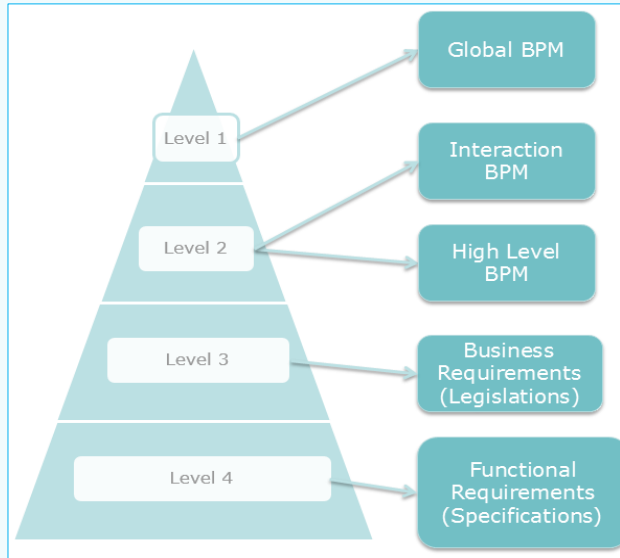 Level 1
Global BPM
Level 2
Interaction
BPM
High Level
BPM
Level 3
Business
Requirements
(Legislations)
Level 4
Functional
Requirements
(Specifications)